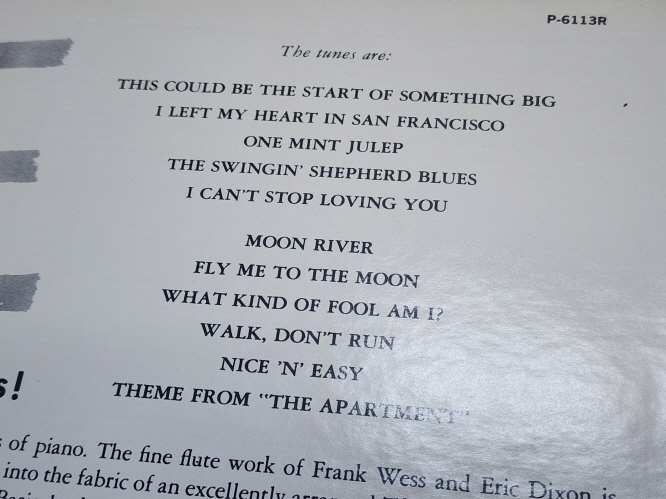 P-6113R
The tunes are:
THIS COULD BE THE START OF SOMETHING BIG
I LEFT MY HEART IN SAN FRANCISCO
ONE MINT JULEP
THE SWINGIN' SHEPHERD BLUES
I CAN'T STOP LOVING YOU
MOON RIVER
FLY ME TO THE MOON
WHAT KIND OF FOOL AM I?
WALK, DON'T RUN
NICE 'N' EASY
THEME FROM "THE APARTMENT"
s!
of piano. The fine flute work of Frank Wess and Eric Dixon is
into the fabric of an excellently